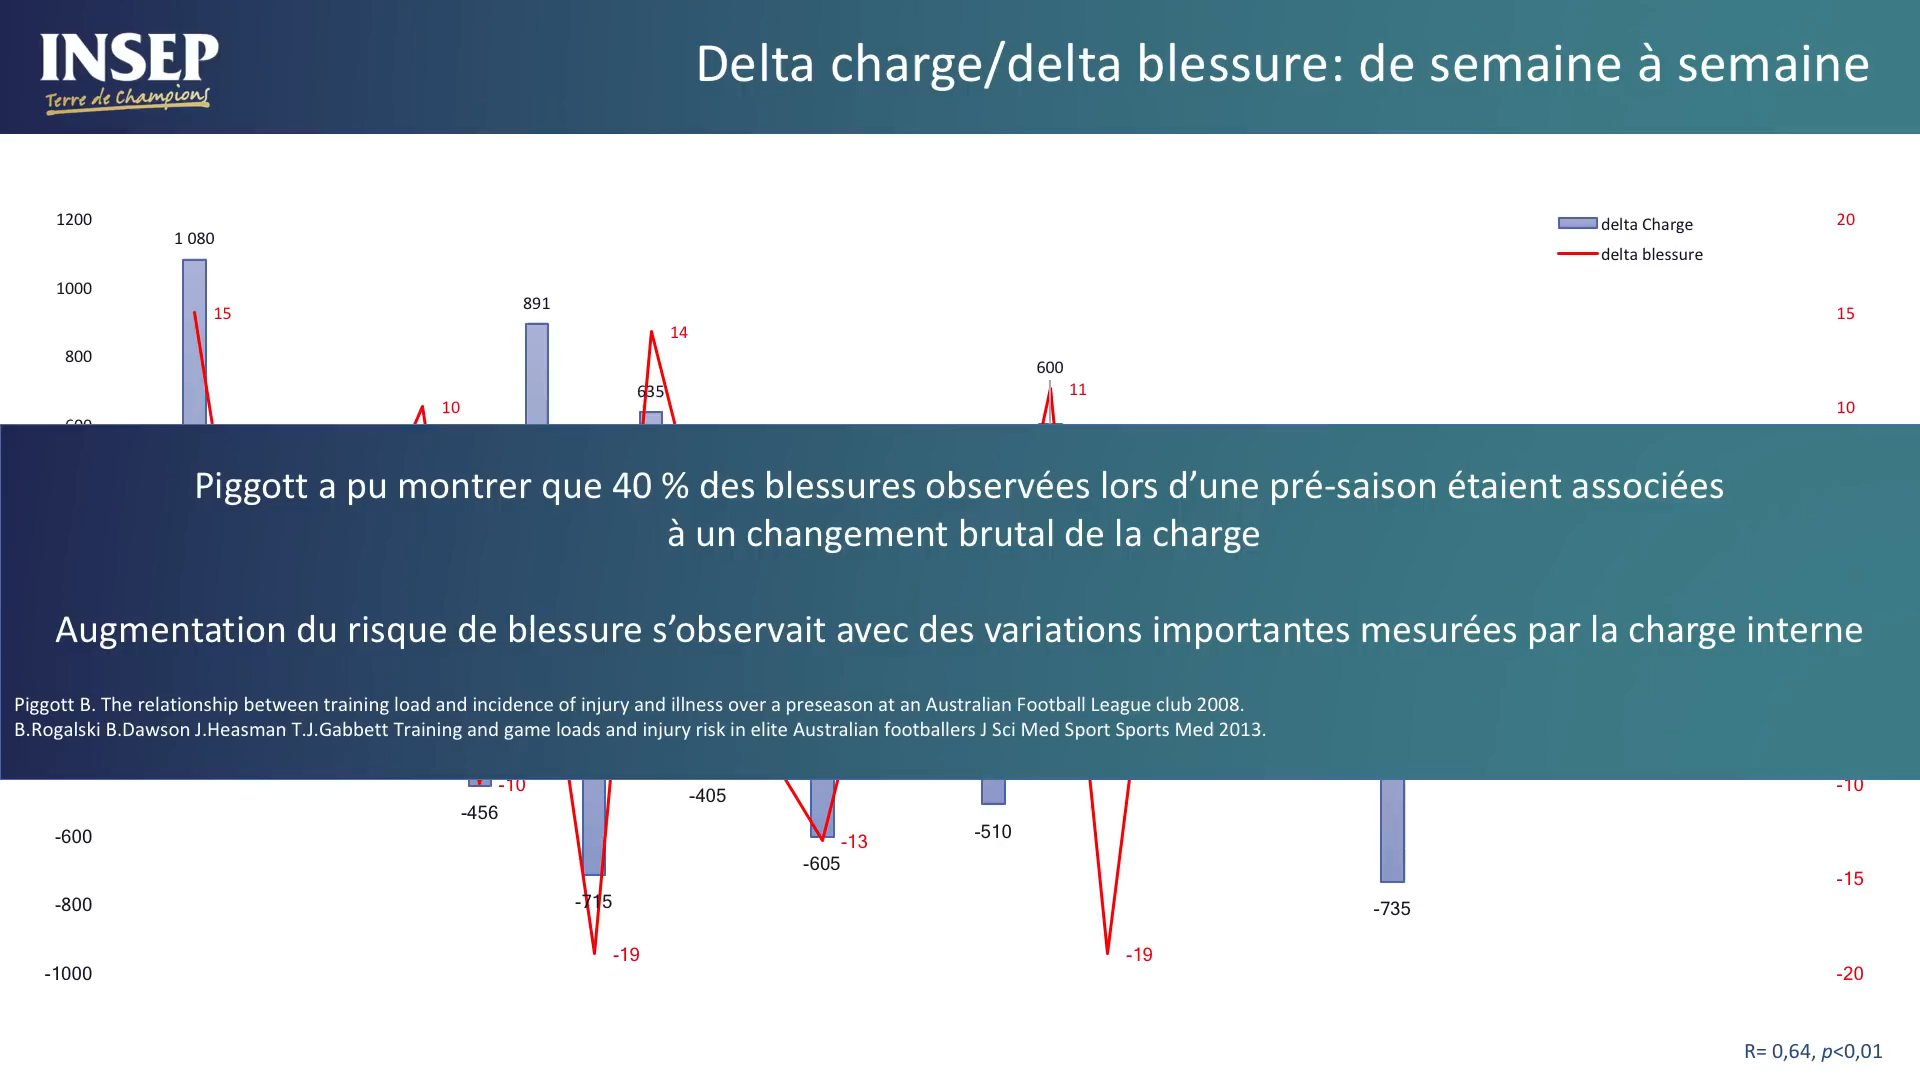 INSEP
Terre de Champions
Delta charge/delta blessure: de semaine à semaine
1200
1 080
1000
800
891
635
600
15
10
14
11
delta Charge
delta blessure
20
15
10
Piggott a pu montrer que 40 % des blessures observées lors d’une pré-saison étaient associées
à un changement brutal de la charge
Augmentation du risque de blessure s’observait avec des variations importantes mesurées par la charge interne
Piggott B. The relationship between training load and incidence of injury and illness over a preseason at an Australian Football League club 2008.
B.Rogalski B.Dawson J.Heasman T.J.Gabbett Training and game loads and injury risk in elite Australian footballers J Sci Med Sport Sports Med 2013.
-10
-456
-405
-10
-600
-510
-13
-605
-15
-800
-715
-735
-19
-19
-1000
-20
R= 0,64, p<0,01